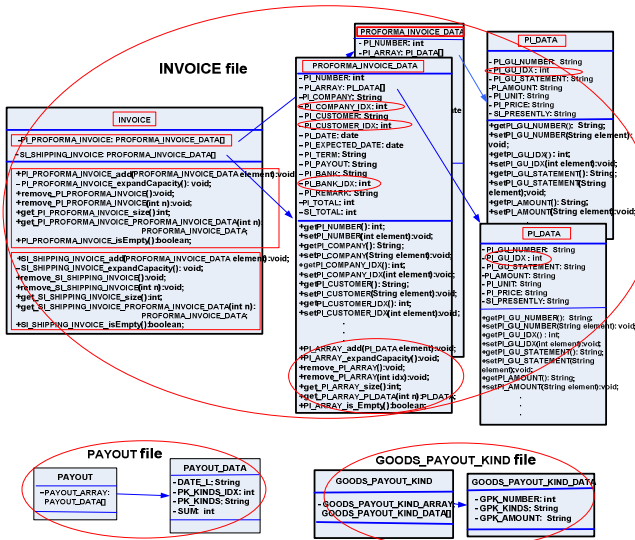 INVOICE file
INVOICE
-PI_PROFORMA_INVOICE: PROFORMA_INVOICE_DATA[]
-SI_SHIPPING_INVOICE: PROFORMA_INVOICE_DATA[]
+PI_PROFORMA_INVOICE_add(PROFORMA_INVOICE_DATA element):void
-PI_PROFORMA_INVOICE_expandCapacity():void;
+remove_PI_PROFORMA_INVOICE():void;
+remove_PI_PROFORMA_INVOICE(int n):void;
+get_PI_PROFORMA_INVOICE_size():int;
+get_PI_PROFORMA_INVOICE_PROFORMA_DATA(int n):
PROFORMA_INVOICE_DATA;
+PI_PROFORMA_INVOICE_isEmpty():boolean;
+SI_SHIPPING_INVOICE_add(PROFORMA_INVOICE_DATA element):void;
-SI_SHIPPING_INVOICE_expandCapacity():void;
+remove_SI_SHIPPING_INVOICE():void;
+remove_SI_SHIPPING_INVOICE(int n):void;
+get_SI_SHIPPING_INVOICE_size():int;
+get_SI_SHIPPING_INVOICE_PROFORMA_DATA(int n):
PROFORMA_INVOICE_DATA;
+SI_SHIPPING_INVOICE_isEmpty():boolean;
PROFORMA_INVOICE_DATA
-PI_NUMBER: int
-PI_ARRAY: PI_DATA[]
PROFORMA_INVOICE_DATA
-PI_NUMBER: int
-PI_ARRAY: PI_DATA[]
-PI_COMPANY: String
-PI_COMPANY_IDX: int
-PI_CUSTOMER: String
-PI_CUSTOMER_IDX: int
-PI_DATE: date
-PI_EXPECTED_DATE: date
-PI_TERM: String
-PI_PAYOUT: String
-PI_BANK: String
-PI_BANK_IDX: int
-PI_REMARK: String
-PI_TOTAL: int
-SI_TOTAL: int
+getPI_NUMBER(): int;
+setPI_NUMBER(int element):void;
+getPI_COMPANY(): String;
+setPI_COMPANY(String element):void;
+getPI_COMPANY_IDX(): int;
+setPI_COMPANY_IDX(int element):void;
+getPI_CUSTOMER(): String;
+setPI_CUSTOMER(String element):void;
+getPI_CUSTOMER_IDX(): int;
+setPI_CUSTOMER_IDX(int element):void;
.
.
+PI_ARRAY_add(PI_DATA element):void;
+PI_ARRAY_expandCapacity():void;
+remove_PI_ARRAY():void;
+remove_PI_ARRAY(int idx):void;
+get_PI_ARRAY_size():int;
+get_PI_ARRAY_PI_DATA(int n):PI_DATA;
+PI_ARRAY_is_Empty():boolean;
PI_DATA
-PI_GU_NUMBER: String
-PI_GU_IDX: int
-PI_GU_STATEMENT: String
-PI_AMOUNT: String
-PI_UNIT: String
-PI_PRICE: String
-SI_PRESENTLY: String
+getPI_GU_NUMBER(): String;
+setPI_GU_NUMBER(String element):
void;
+getPI_GU_IDX(): int;
+setPI_GU_IDX(int element):void;
+getPI_GU_STATEMENT(): String;
+setPI_GU_STATEMENT(String
element):void;
+getPI_AMOUNT(): String;
+setPI_AMOUNT(String element):void;
PI_DATA
-PI_GU_NUMBER: String
-PI_GU_IDX: int
-PI_GU_STATEMENT: String
-PI_AMOUNT: String
-PI_UNIT: String
-PI_PRICE: String
-SI_PRESENTLY: String
+getPI_GU_NUMBER(): String;
+setPI_GU_NUMBER(String element): void;
+getPI_GU_IDX(): int;
+setPI_GU_IDX(int element):void;
+getPI_GU_STATEMENT(): String;
+setPI_GU_STATEMENT(String
element):void;
+getPI_AMOUNT(): String;
+setPI_AMOUNT(String element):void;
.
.
.
PAYOUT file
PAYOUT
-PAYOUT_ARRAY:
PAYOUT_DATA[]
PAYOUT_DATA
-DATE_L: String
-PK_KINDS_IDX: int
-PK_KINDS: String
-SUM: int
GOODS_PAYOUT_KIND file
GOODS_PAYOUT_KIND
-GOODS_PAYOUT_KIND_ARRAY:
GOODS_PAYOUT_KIND_DATA[]
GOODS_PAYOUT_KIND_DATA
-GPK_NUMBER: int
-GPK_KINDS: String
-GPK_AMOUNT: String